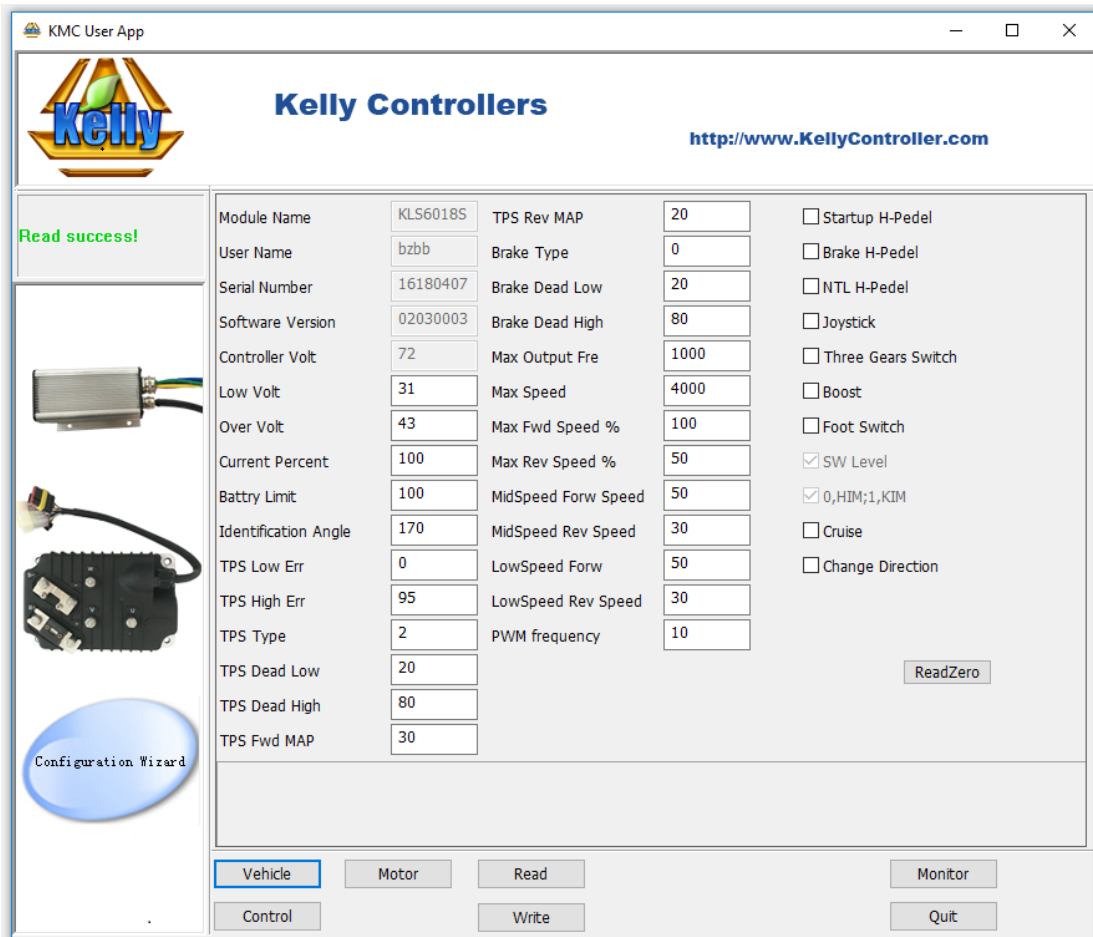 KMC User App
Kelly
Kelly Controllers
http://www.KellyController.com
Read success!
Module Name KLS6018S TPS Rev MAP 20 Startup H-Pedel
User Name bzbb Brake Type 0 Brake H-Pedel
Serial Number 16180407 Brake Dead Low 20 NTL H-Pedel
Software Version 02030003 Brake Dead High 80 Joystick
Controller Volt 72 Max Output Fre 1000 Three Gears Switch
Low Volt 31 Max Speed 4000 Boost
Over Volt 43 Max Fwd Speed % 100 Foot Switch
Current Percent 100 Max Rev Speed % 50 SW Level
Battry Limit 100 MidSpeed Forw Speed 50 0,HIM;1,KIM
Identification Angle 170 MidSpeed Rev Speed 30 Cruise
TPS Low Err 0 LowSpeed Forw 50 Change Direction
TPS High Err 95 LowSpeed Rev Speed 30
TPS Type 2 PWM frequency 10
TPS Dead Low 20 ReadZero
TPS Dead High 80
TPS Fwd MAP 30
Configuration Wizard
Vehicle Motor Read Monitor
Control Write Quit